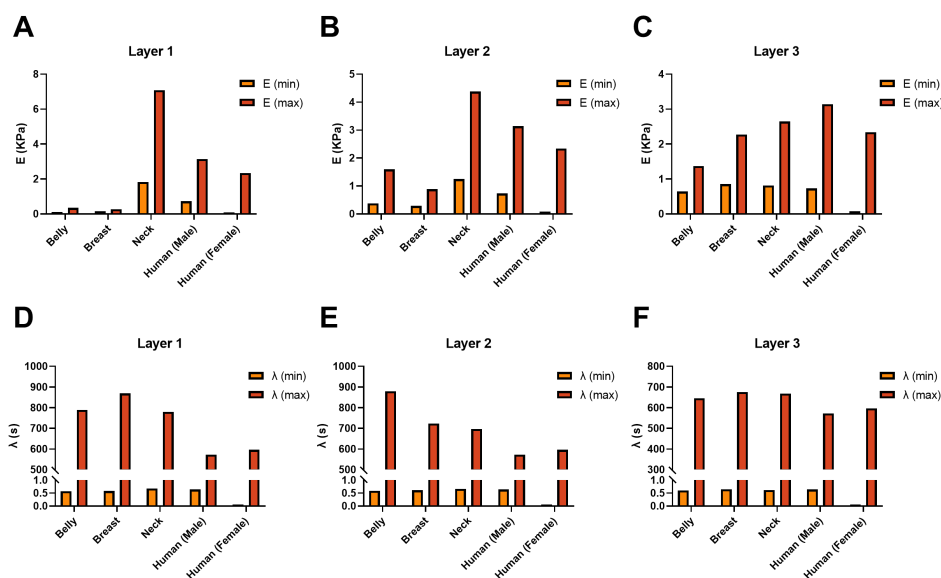 A
Layer 1
E (KPa)
8
6
4
2
0
E (min)
E (max)
Belly
Breast
Neck
Human (Male)
Human (Female)
B
Layer 2
E (KPa)
5
4
3
2
1
0
E (min)
E (max)
Belly
Breast
Neck
Human (Male)
Human (Female)
C
Layer 3
E (KPa)
4
3
2
1
0
E (min)
E (max)
Belly
Breast
Neck
Human (Male)
Human (Female)
D
Layer 1
λ (s)
1000
900
800
700
600
500
1.0
0.5
0.0
λ (min)
λ (max)
Belly
Breast
Neck
Human (Male)
Human (Female)
E
Layer 2
λ (s)
1000
900
800
700
600
500
1.0
0.5
0.0
λ (min)
λ (max)
Belly
Breast
Neck
Human (Male)
Human (Female)
F
Layer 3
λ (s)
800
700
600
500
400
300
1.0
0.5
0.0
λ (min)
λ (max)
Belly
Breast
Neck
Human (Male)
Human (Female)